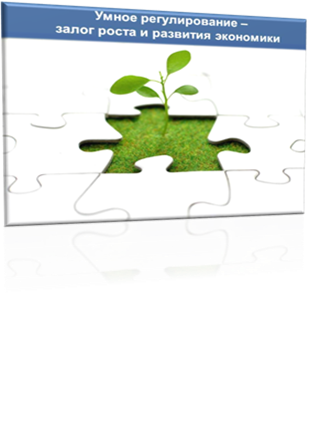 Умное регулирование –
залог роста и развития экономики